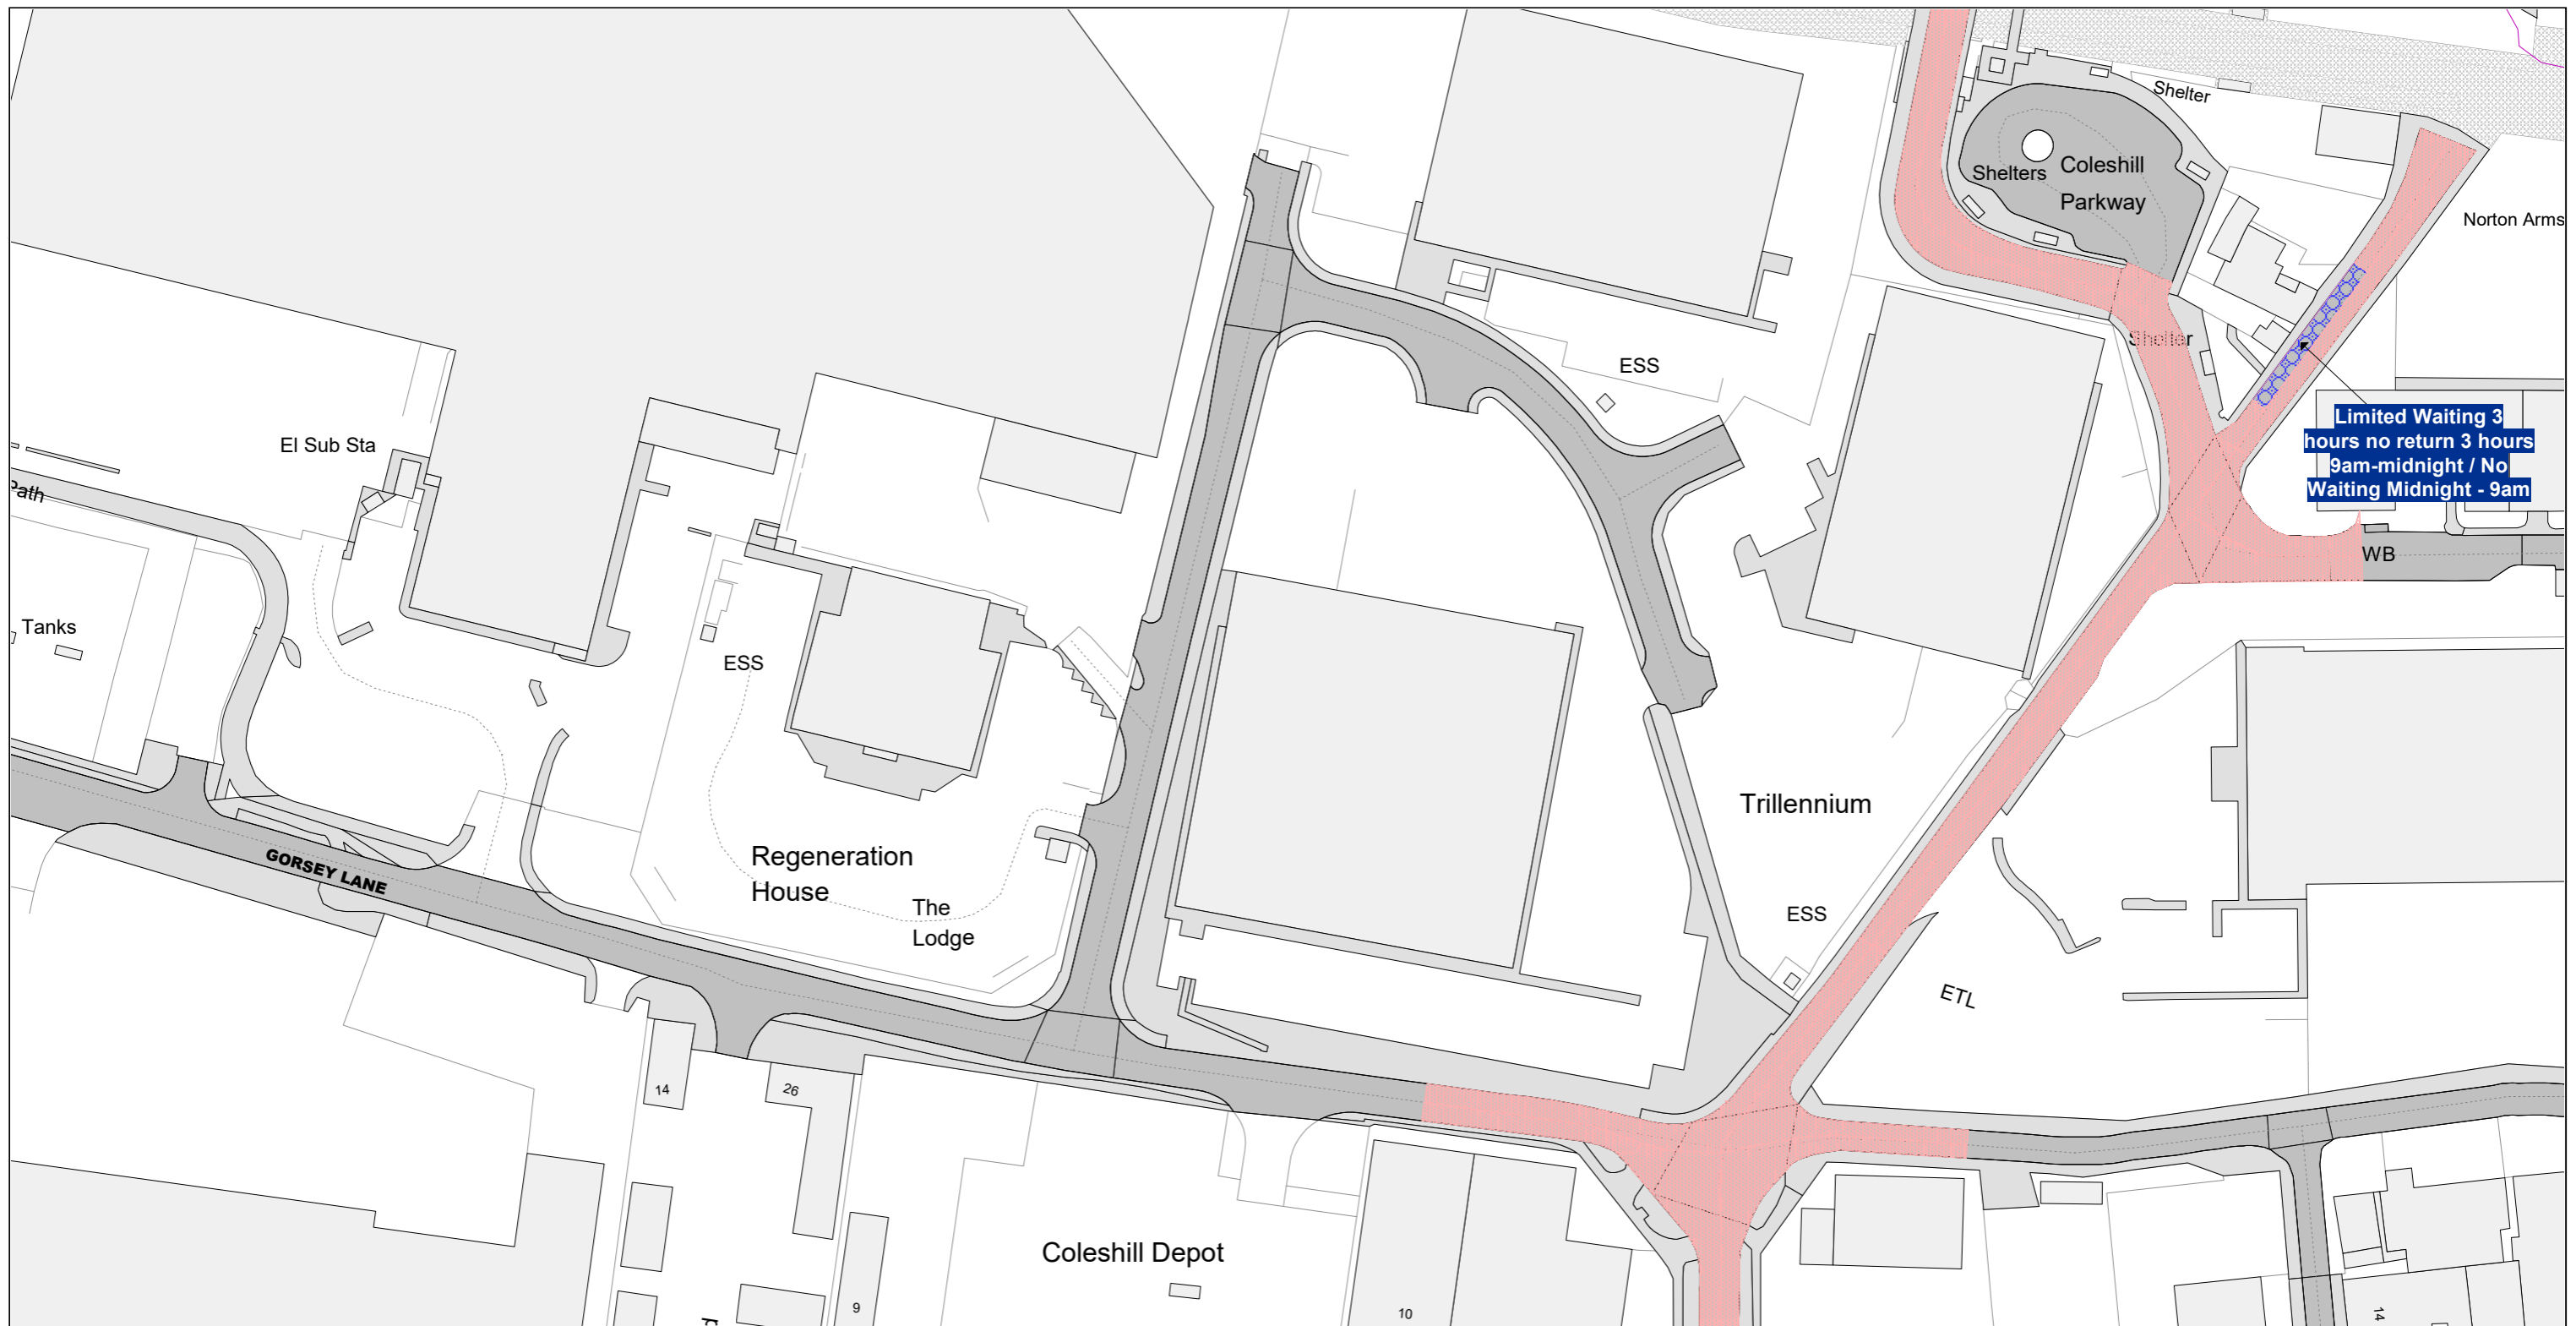 Shelter
Shelters
Coleshill
Parkway
Norton Arms
Shelter
ESS
Limited Waiting 3
hours no return 3 hours
9am-midnight / No
Waiting Midnight - 9am
El Sub Sta
Path
WB
Tanks
ESS
Trillennium
GORSEY LANE
Regeneration
House
The
Lodge
ESS
ETL
14
26
Coleshill Depot
9
10
14